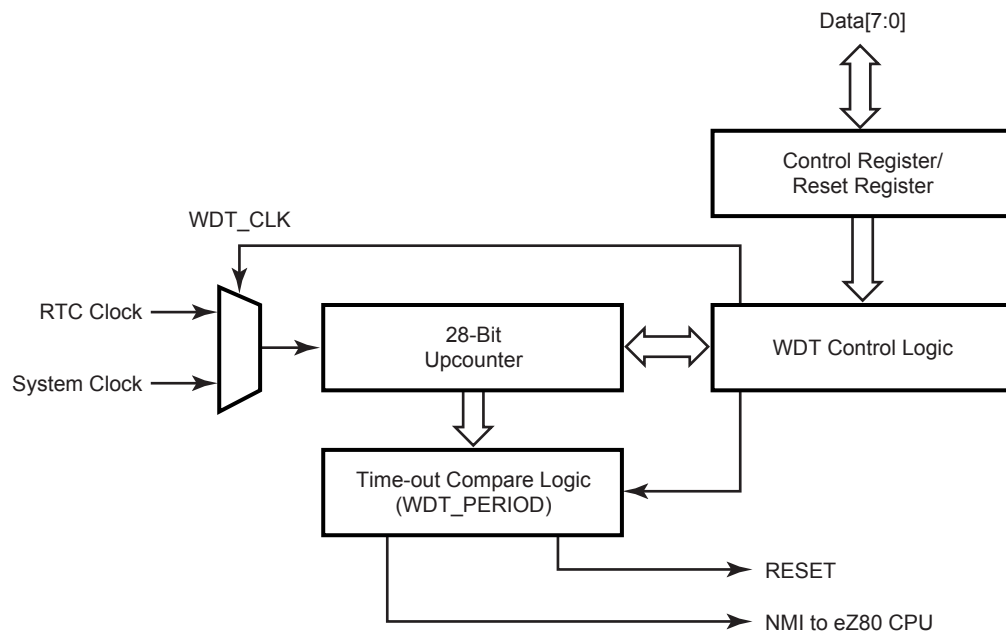 Data[7:0]
Control Register/
Reset Register
WDT_CLK
RTC Clock
28-Bit
Upcounter
WDT Control Logic
System Clock
Time-out Compare Logic
(WDT_PERIOD)
RESET
NMI to eZ80 CPU